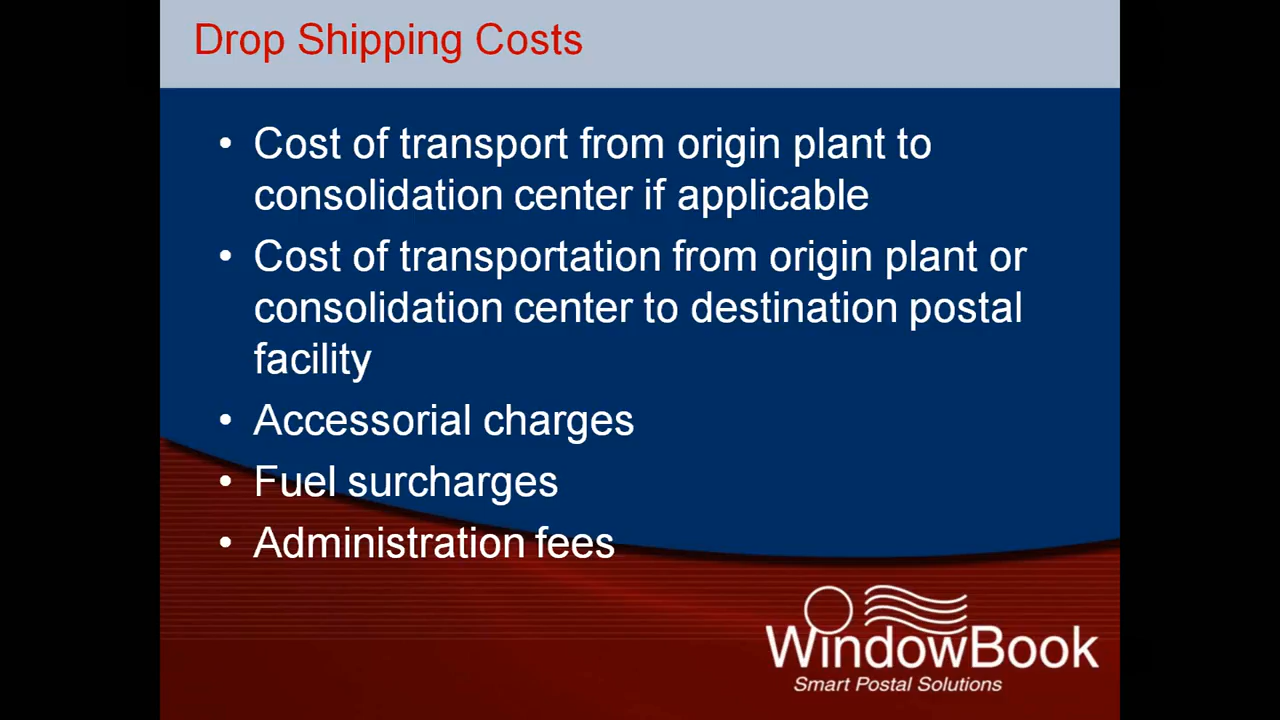 Drop Shipping Costs
• Cost of transport from origin plant to
consolidation center if applicable
• Cost of transportation from origin plant or
consolidation center to destination postal
facility
• Accessorial charges
• Fuel surcharges
• Administration fees
WindowBook
Smart Postal Solutions